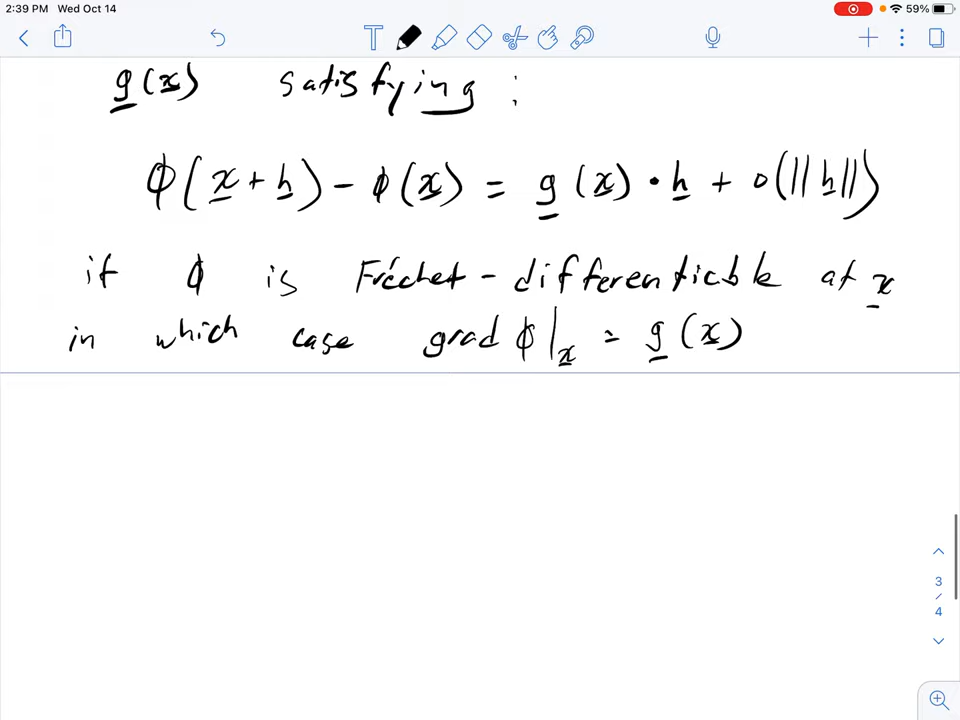 2:39 PM Wed Oct 14
59%
g(x) satisfying :
ϕ(x+h) - ϕ(x) = g(x)·h + o(||h||)
if ϕ is Fréchet-differentiable at x
in which case grad ϕ|x = g(x)
3
/
4